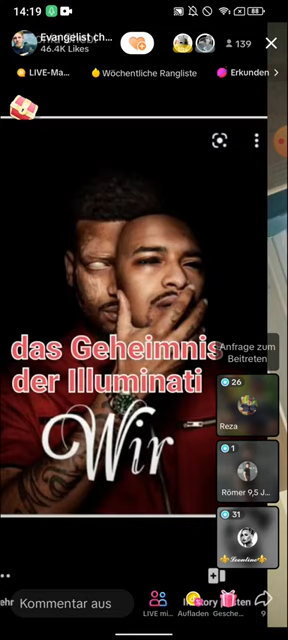 14:19
88
Evangelist ch...
46.4K Likes
139
LIVE-Ma...
Wöchentliche Rangliste
Erkunden
das Geheimnis
der Illuminati
Wir
Anfrage zum
Beitreten
26
Reza
1
Römer 9,5 J...
31
Kommentar aus
LIVE mi...
Aufladen
Gesche...